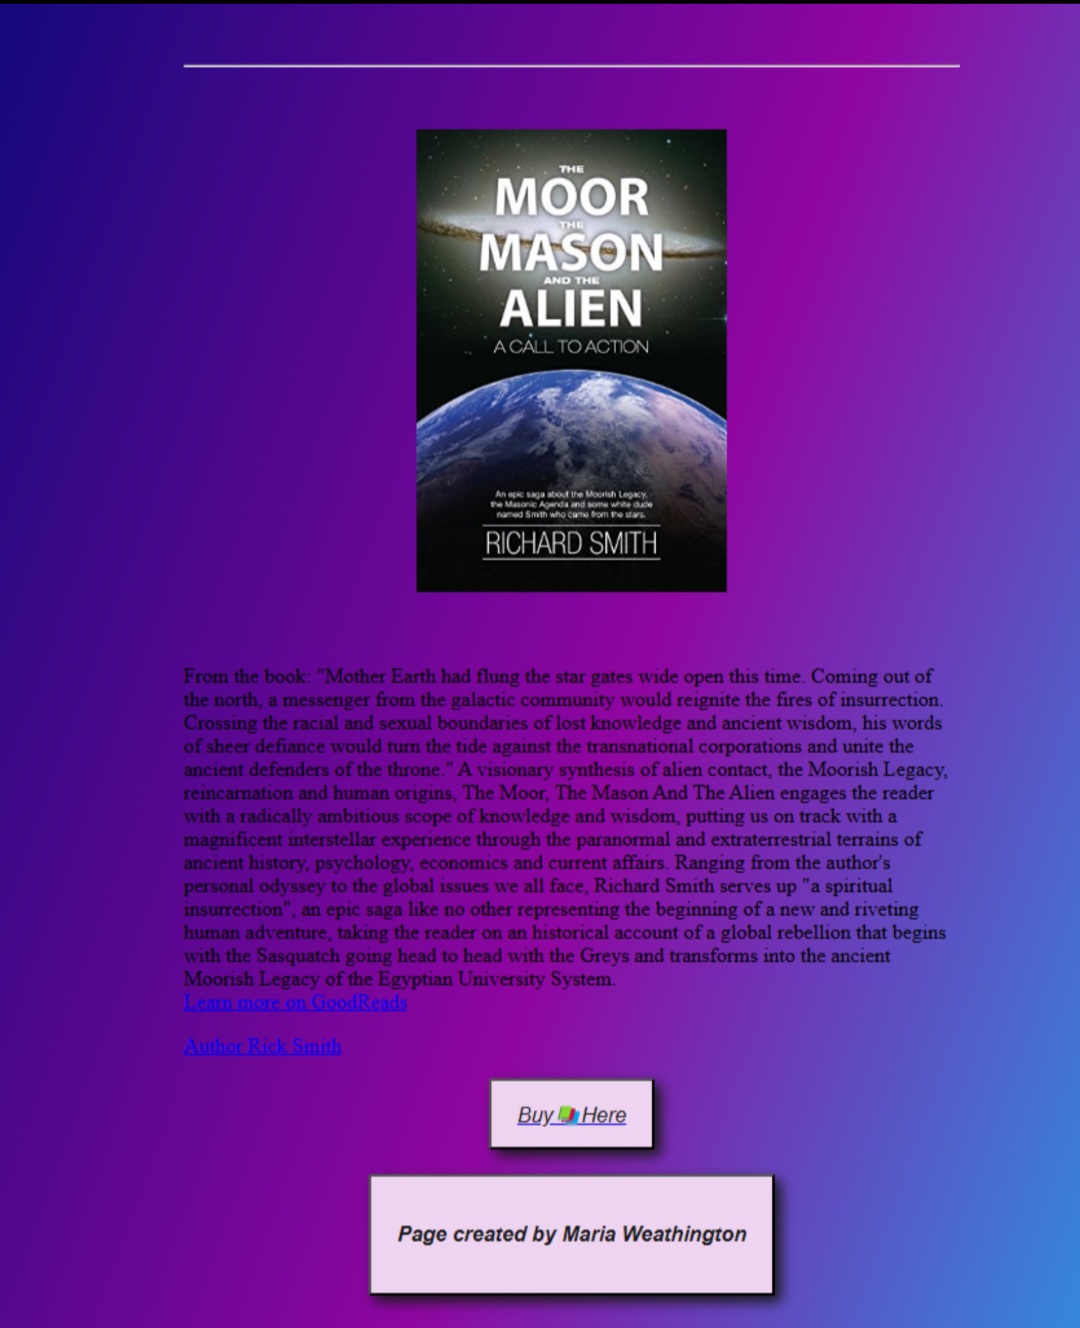 THE
MOOR
THE
MASON
AND THE
ALIEN
A CALL TO ACTION
An epic saga about the Moorish Legacy,
the Masonic Agenda and some white dude
named Smith who came from the stars.
RICHARD SMITH
From the book: "Mother Earth had flung the star gates wide open this time. Coming out of
the north, a messenger from the galactic community would reignite the fires of insurrection.
Crossing the racial and sexual boundaries of lost knowledge and ancient wisdom, his words
of sheer defiance would turn the tide against the transnational corporations and unite the
ancient defenders of the throne." A visionary synthesis of alien contact, the Moorish Legacy,
reincarnation and human origins, The Moor, The Mason And The Alien engages the reader
with a radically ambitious scope of knowledge and wisdom, putting us on track with a
magnificent interstellar experience through the paranormal and extraterrestrial terrains of
ancient history, psychology, economics and current affairs. Ranging from the author's
personal odyssey to the global issues we all face, Richard Smith serves up "a spiritual
insurrection", an epic saga like no other representing the beginning of a new and riveting
human adventure, taking the reader on an historical account of a global rebellion that begins
with the Sasquatch going head to head with the Greys and transforms into the ancient
Moorish Legacy of the Egyptian University System.
Learn more on GoodReads
Author Rick Smith
Buy Here
Page created by Maria Weathington